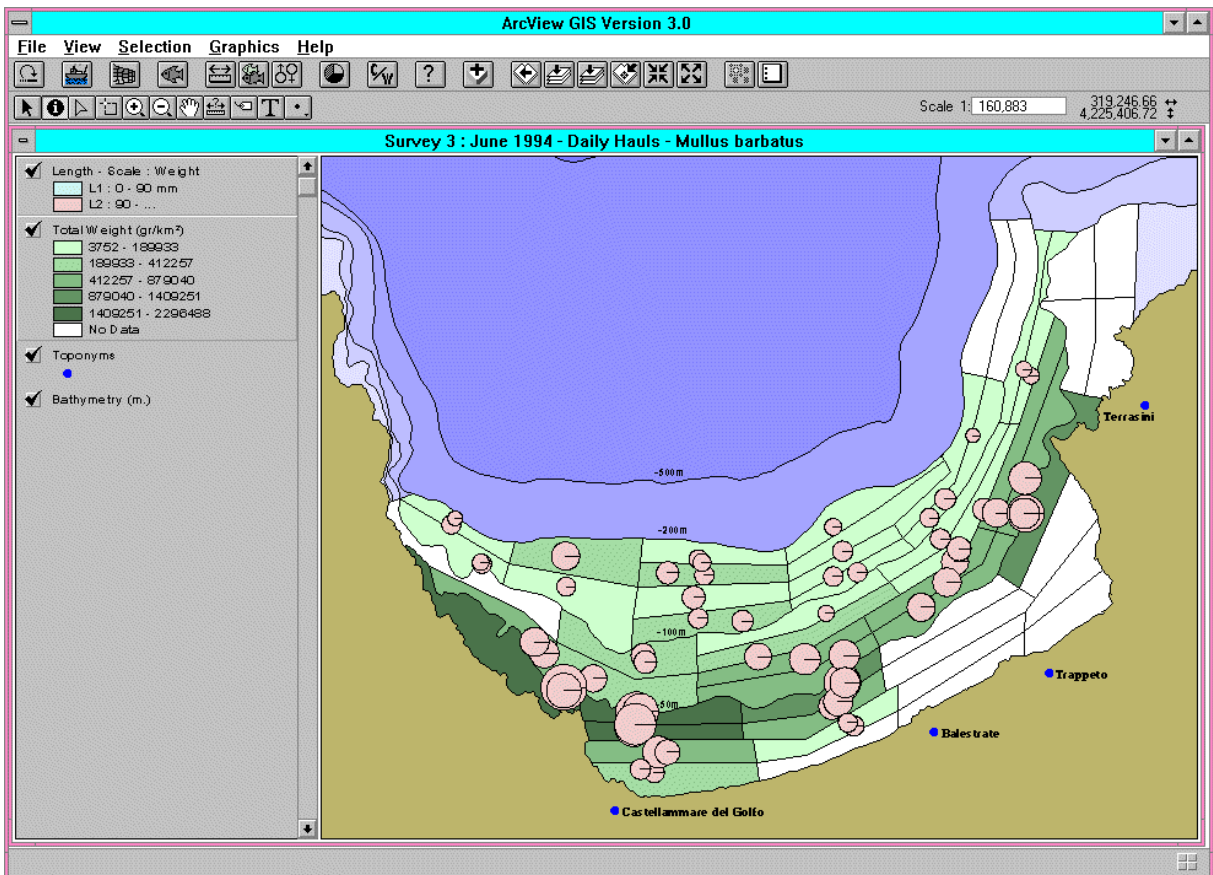 ArcView GIS Version 3.0
File View Selection Graphics Help
?
T
Scale 1: 160,883
319,246.66
4,225,406.72
Survey 3 : June 1994 - Daily Hauls - Mullus barbatus
Length - Scale : Weight
L1 : 0 - 90 mm
L2 : 90 - ...
Total Weight (gr/km²)
3752 - 189933
189933 - 412257
412257 - 879040
879040 - 1409251
1409251 - 2296488
No Data
Toponyms
Bathymetry (m.)
Terrasini
-500m
-200m
-100m
-50m
Trappeto
Balestrate
Castellammare del Golfo